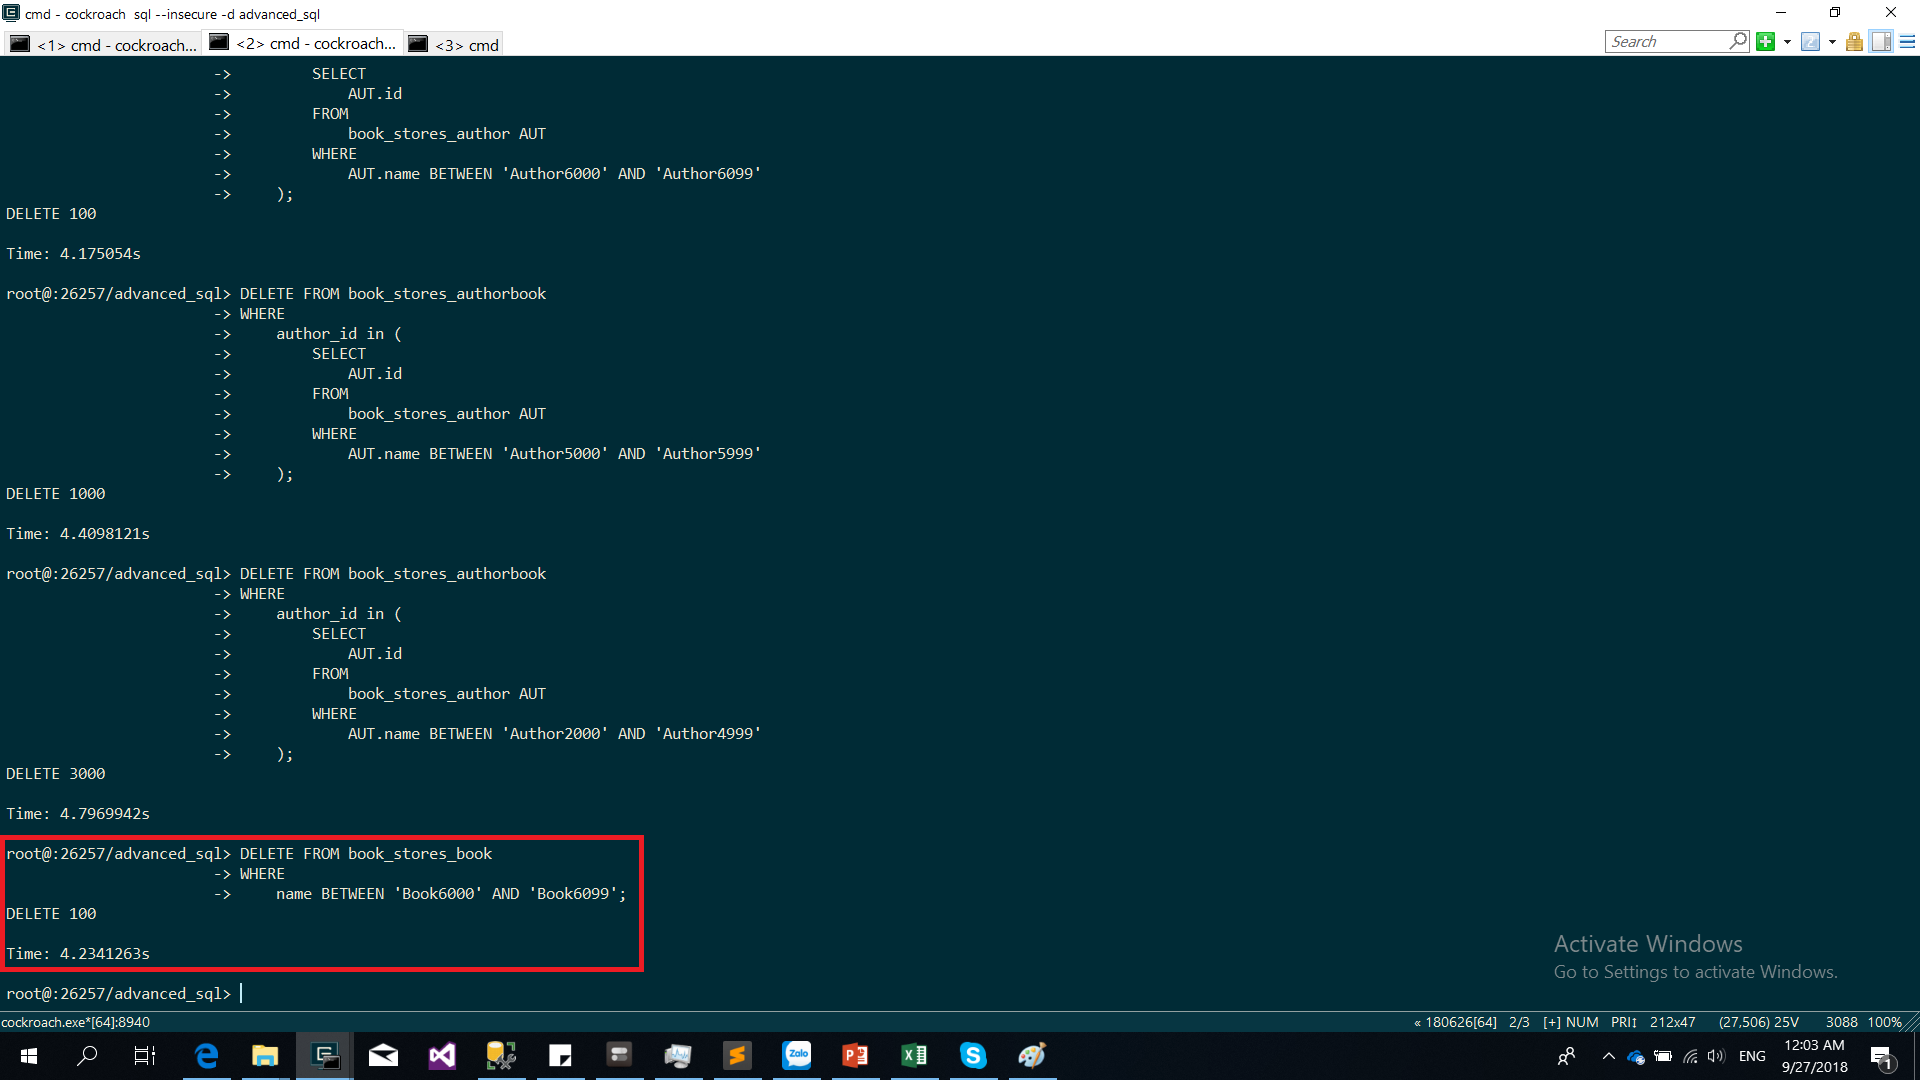 cmd - cockroach  sql --insecure -d advanced_sql
<1> cmd - cockroach...
<2> cmd - cockroach...
<3> cmd
Search
->         SELECT
->             AUT.id
->         FROM
->             book_stores_author AUT
->         WHERE
->             AUT.name BETWEEN 'Author6000' AND 'Author6099'
->     );
DELETE 100
Time: 4.175054s
root@:26257/advanced_sql> DELETE FROM book_stores_authorbook
-> WHERE
->     author_id in (
->         SELECT
->             AUT.id
->         FROM
->             book_stores_author AUT
->         WHERE
->             AUT.name BETWEEN 'Author5000' AND 'Author5999'
->     );
DELETE 1000
Time: 4.4098121s
root@:26257/advanced_sql> DELETE FROM book_stores_authorbook
-> WHERE
->     author_id in (
->         SELECT
->             AUT.id
->         FROM
->             book_stores_author AUT
->         WHERE
->             AUT.name BETWEEN 'Author2000' AND 'Author4999'
->     );
DELETE 3000
Time: 4.7969942s
root@:26257/advanced_sql> DELETE FROM book_stores_book
-> WHERE
->     name BETWEEN 'Book6000' AND 'Book6099';
DELETE 100
Time: 4.2341263s
root@:26257/advanced_sql>
Activate Windows
Go to Settings to activate Windows.
cockroach.exe*[64]:8940
« 180626[64] 2/3 [+] NUM PRI↕ 212x47 (27,506) 25V 3088 100%
Zalo
ENG
12:03 AM
9/27/2018
1